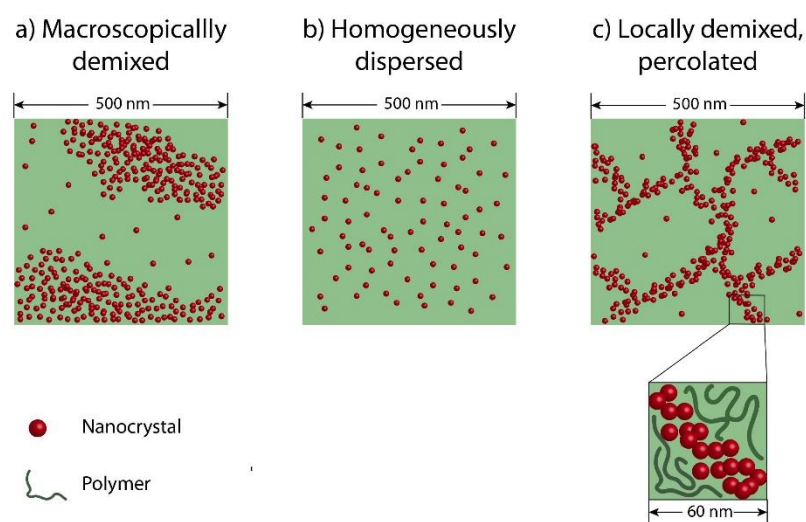 a) Macroscopicallly
demixed
b) Homogeneously
dispersed
c) Locally demixed,
percolated
500 nm
500 nm
500 nm
Nanocrystal
Polymer
60 nm